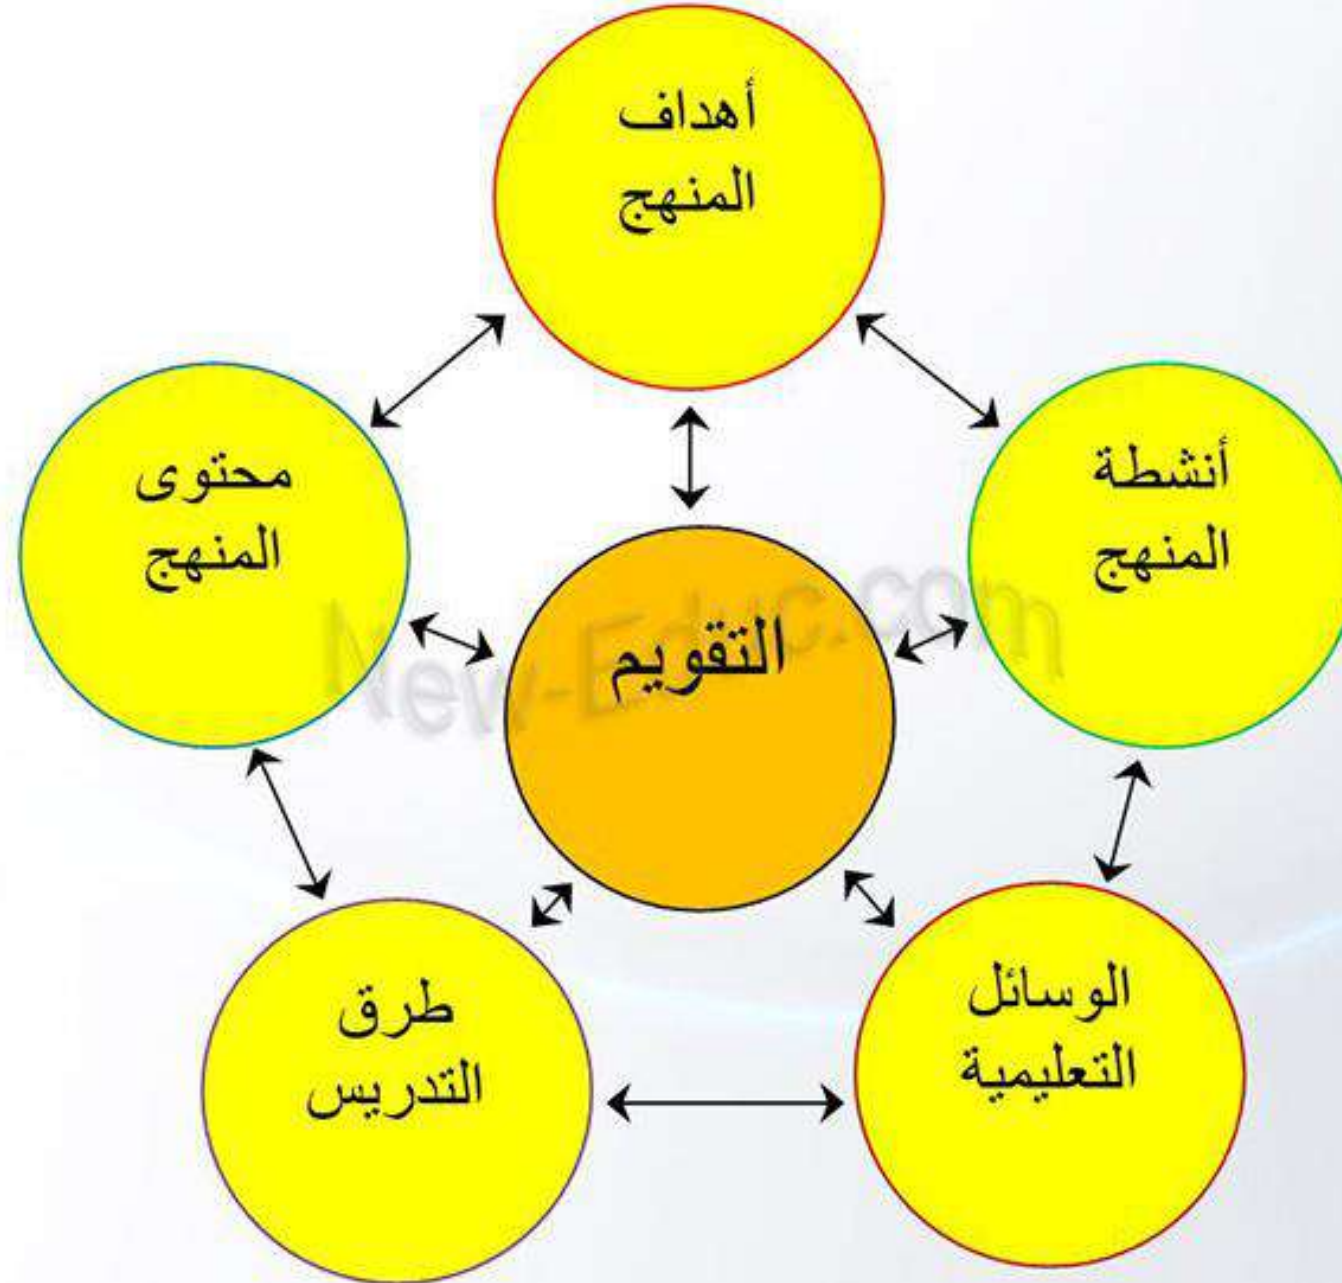 أهداف
المنهج
أنشطة
المنهج
محتوى
المنهج
التقويم
New-Educ.com
الوسائل
التعليمية
طرق
التدريس